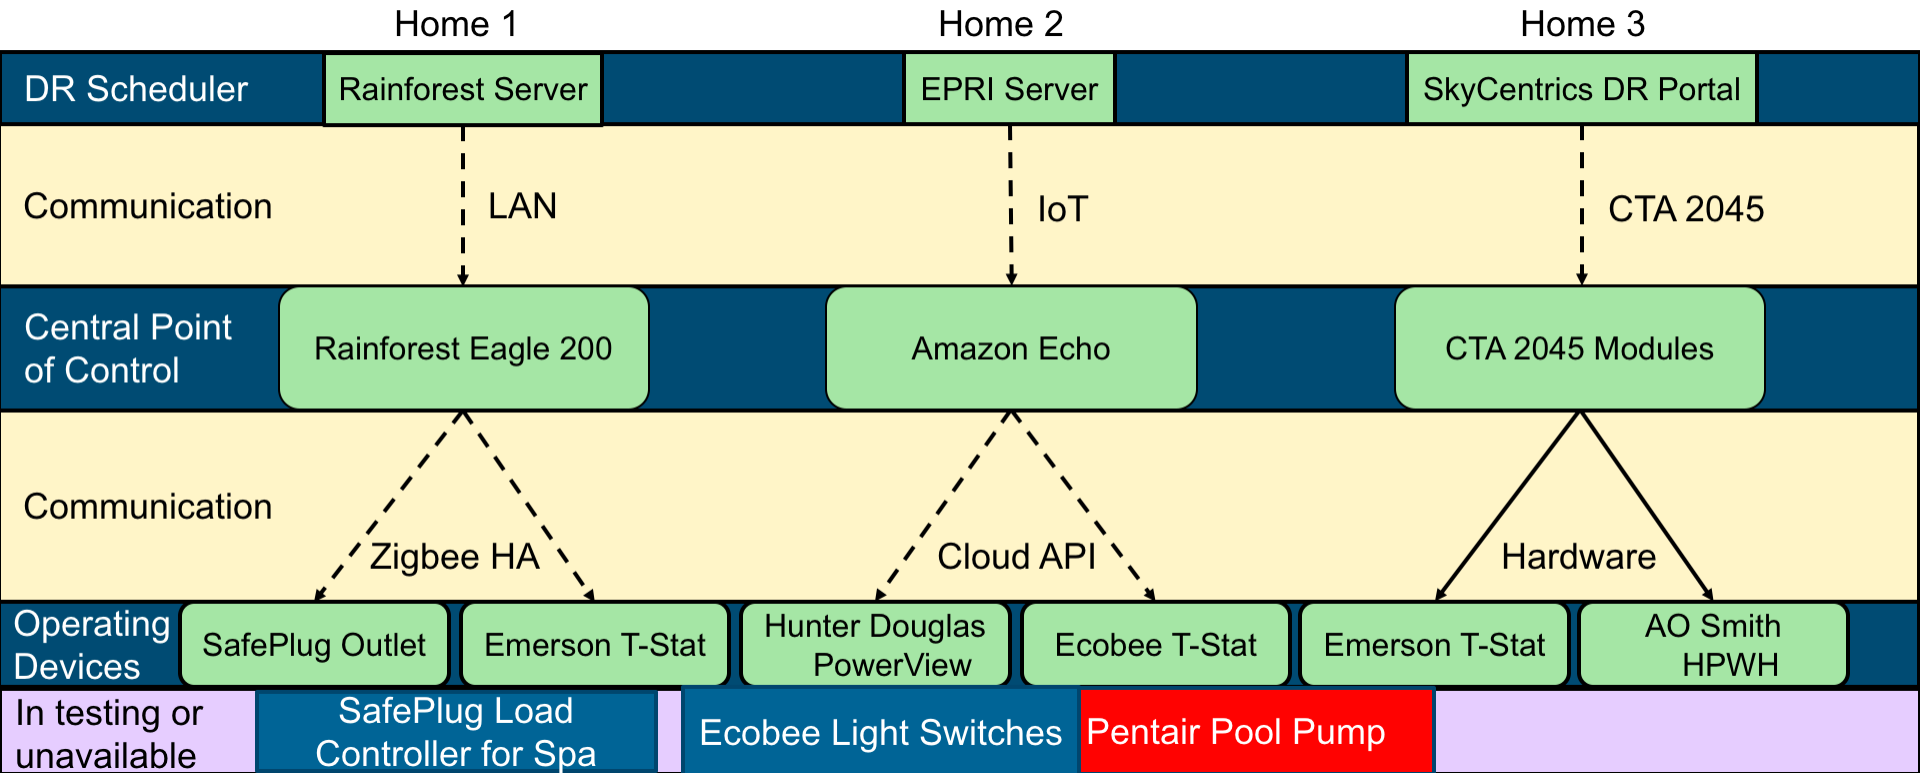 Home 1
Home 2
Home 3
DR Scheduler
Rainforest Server
EPRI Server
SkyCentrics DR Portal
Communication
LAN
IoT
CTA 2045
Central Point
of Control
Rainforest Eagle 200
Amazon Echo
CTA 2045 Modules
Communication
Zigbee HA
Cloud API
Hardware
Operating
Devices
SafePlug Outlet
Emerson T-Stat
Hunter Douglas
PowerView
Ecobee T-Stat
Emerson T-Stat
AO Smith
HPWH
In testing or
unavailable
SafePlug Load
Controller for Spa
Ecobee Light Switches
Pentair Pool Pump